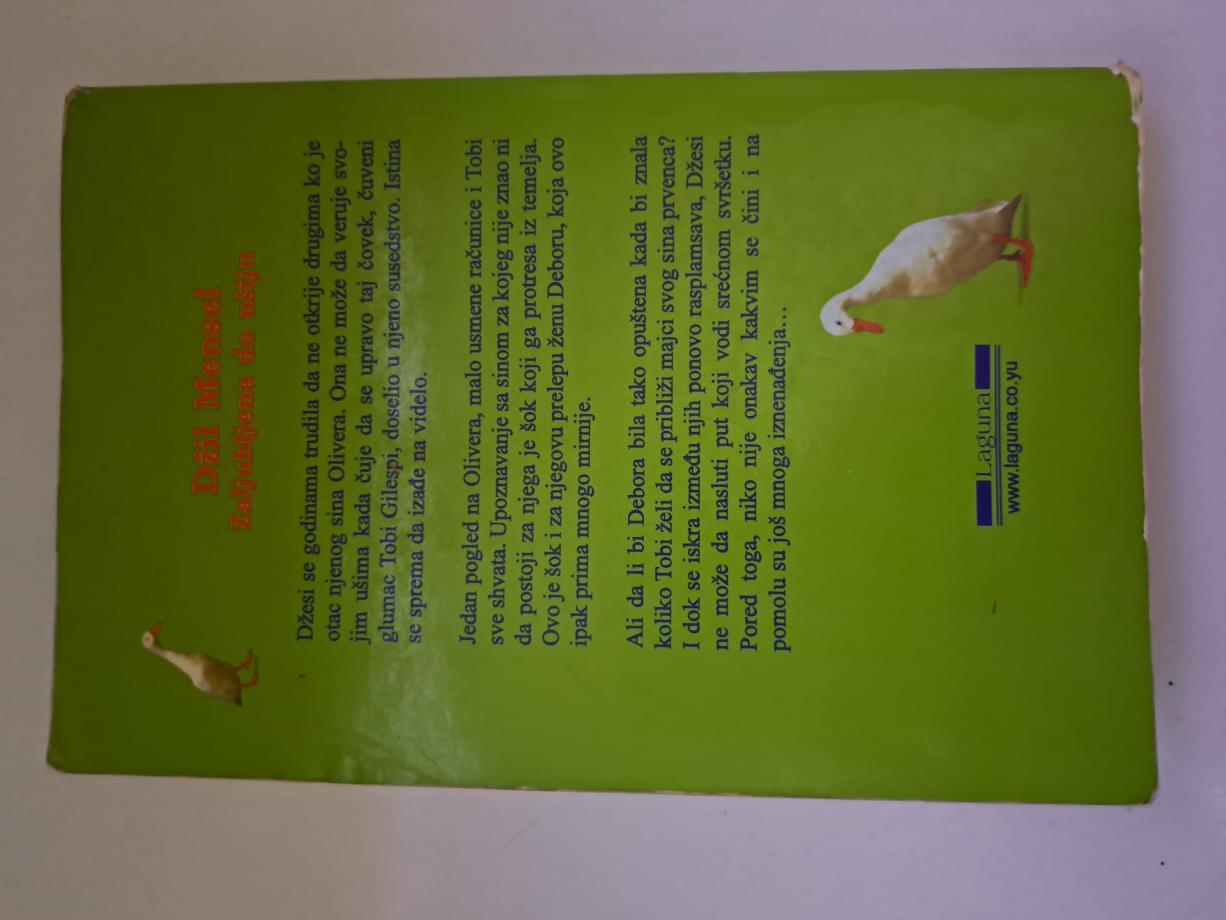 Džil Mensel
Zaljubljena do ušiju
Džesi se godinama trudila da ne otkrije drugima ko je
otac njenog sina Olivera. Ona ne može da veruje svo-
jim ušima kada čuje da se upravo taj čovek, čuveni
glumac Tobi Gilespi, doselio u njeno susedstvo. Istina
se sprema da izađe na videlo.
Jedan pogled na Olivera, malo usmene računice i Tobi
sve shvata. Upoznavanje sa sinom za kojeg nije znao ni
da postoji za njega je šok koji ga protresa iz temelja.
Ovo je šok i za njegovu prelepu ženu Deboru, koja ovo
ipak prima mnogo mirnije.
Ali da li bi Debora bila tako opuštena kada bi znala
koliko Tobi želi da se približi majci svog sina prvenca?
I dok se iskra između njih ponovo rasplamsava, Džesi
ne može da nasluti put koji vodi srećnom svršetku.
Pored toga, niko nije onakav kakvim se čini i na
pomolu su još mnoga iznenađenja...
Laguna
www.laguna.co.yu